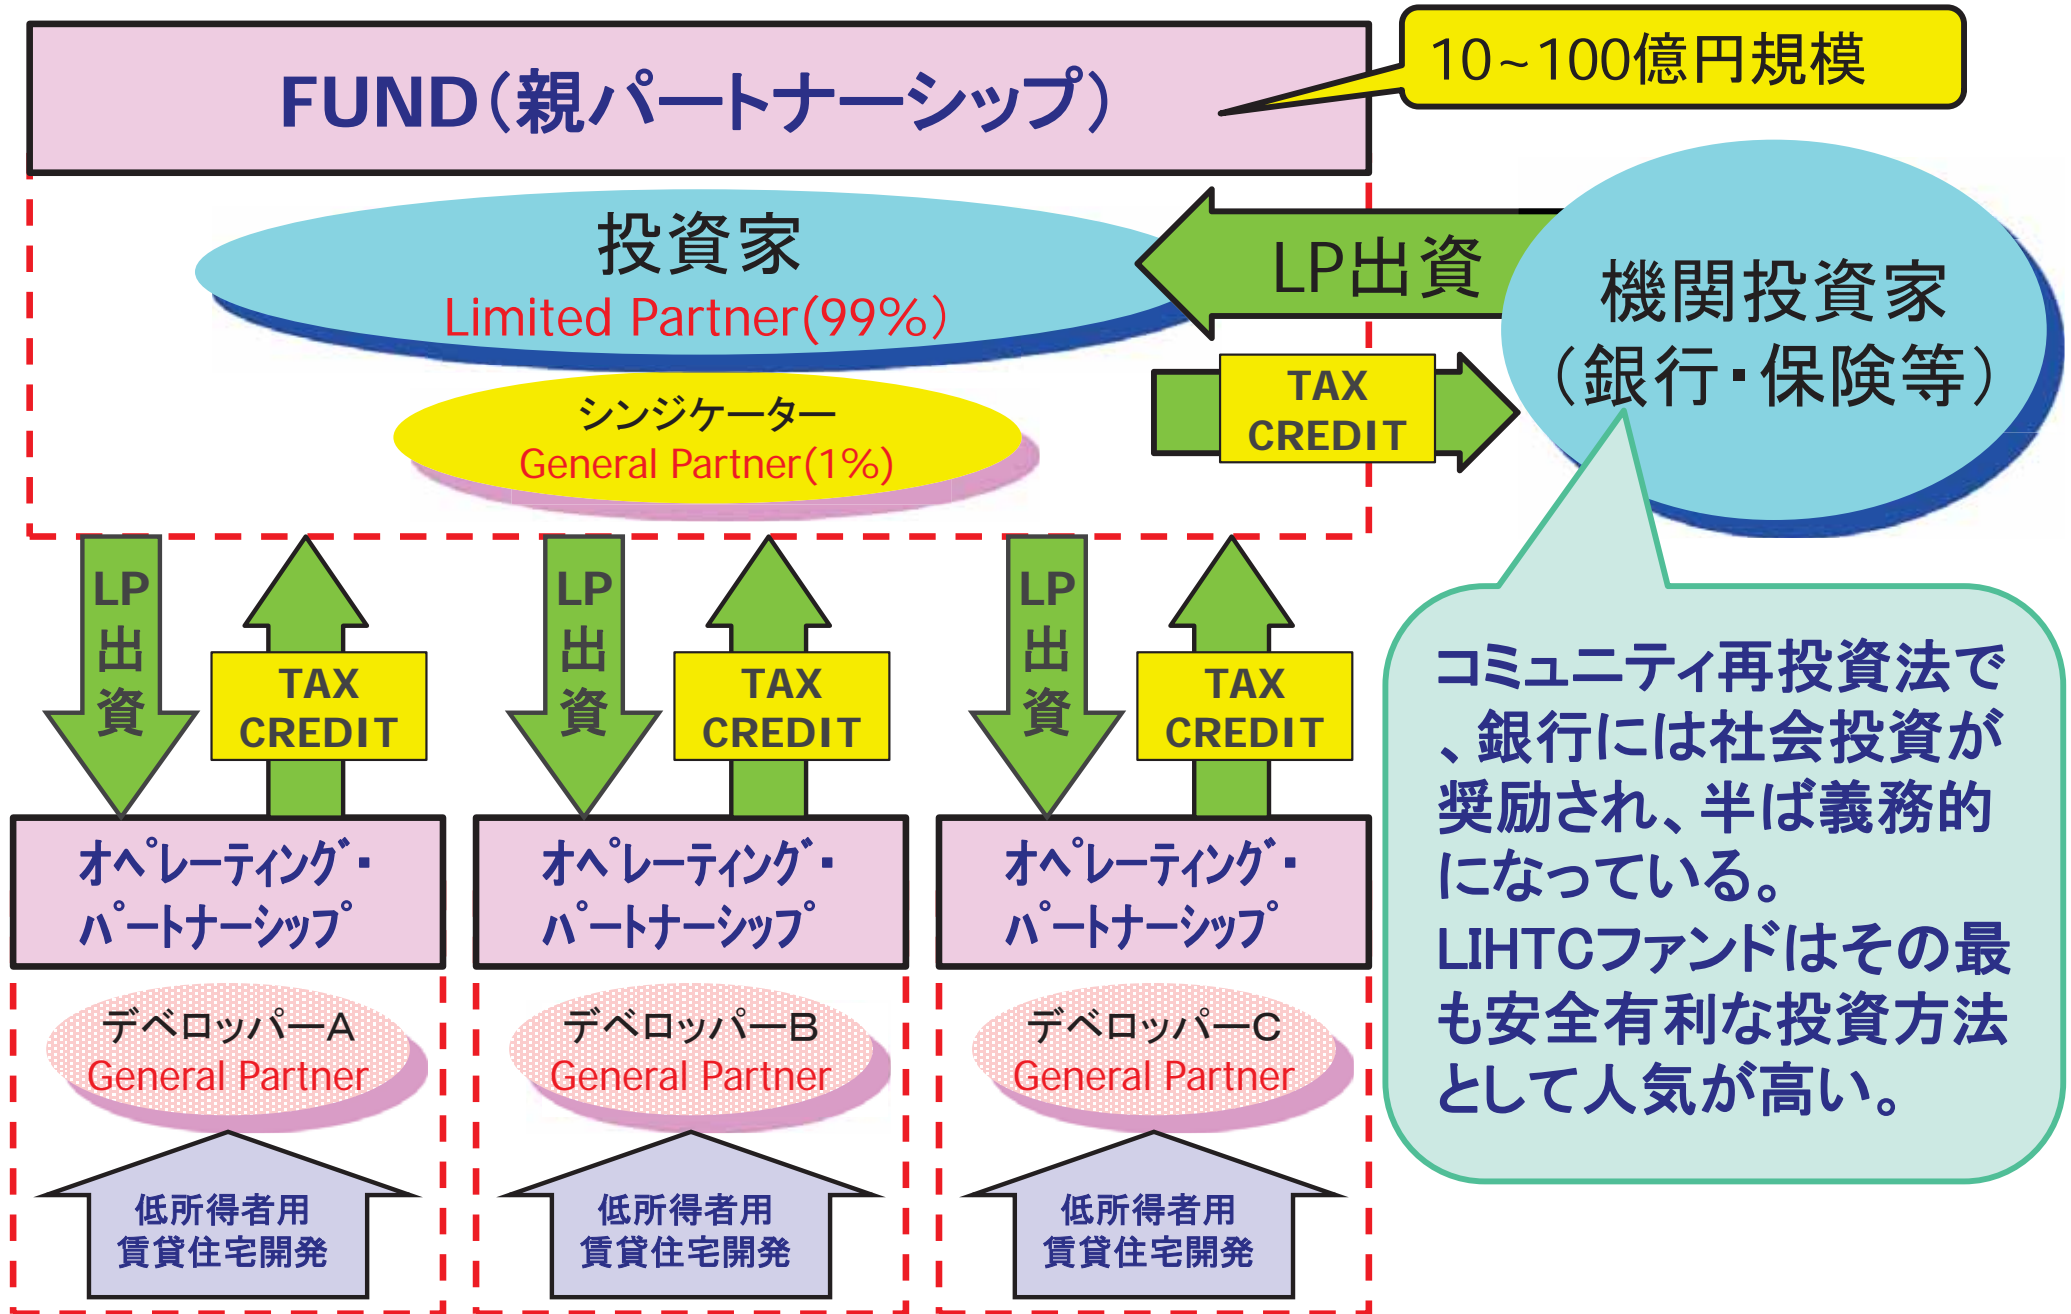 FUND（親パートナーシップ）
10～100億円規模
投資家
Limited Partner(99%)
シンジケーター
General Partner(1%)
LP出資
TAX
CREDIT
機関投資家
（銀行・保険等）
LP
出
資
TAX
CREDIT
LP
出
資
TAX
CREDIT
LP
出
資
TAX
CREDIT
コミュニティ再投資法で
、銀行には社会投資が
奨励され、半ば義務的
になっている。
LIHTCファンドはその最
も安全有利な投資方法
として人気が高い。
オペレーティング・
パートナーシップ
オペレーティング・
パートナーシップ
オペレーティング・
パートナーシップ
デベロッパーA
General Partner
デベロッパーB
General Partner
デベロッパーC
General Partner
低所得者用
賃貸住宅開発
低所得者用
賃貸住宅開発
低所得者用
賃貸住宅開発